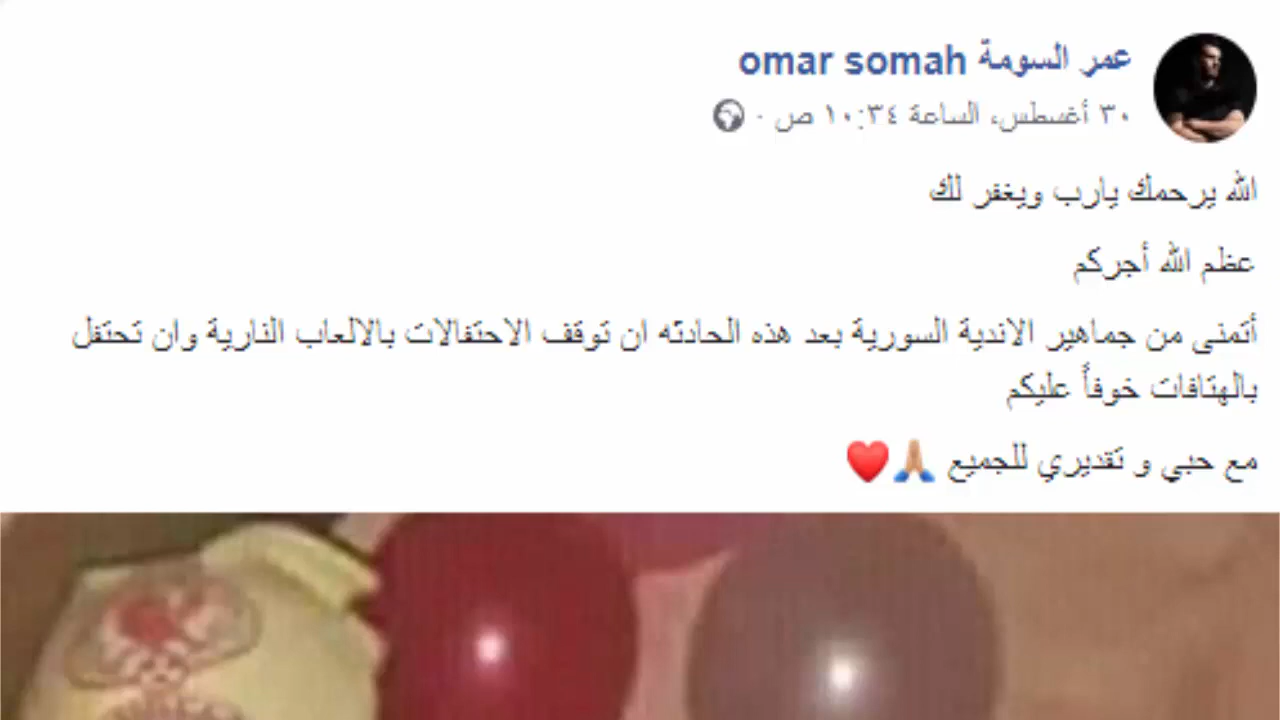 عمر السومة omar somah
٣٠ أغسطس، الساعة ١٠:٣٤ ص ·
الله يرحمك يارب ويغفر لك
عظم الله أجركم
أتمنى من جماهير الاندية السورية بعد هذه الحادثه ان توقف الاحتفالات بالالعاب النارية وان تحتفل
بالهتافات خوفاً عليكم
مع حبي و تقديري للجميع 🙏🏽❤️